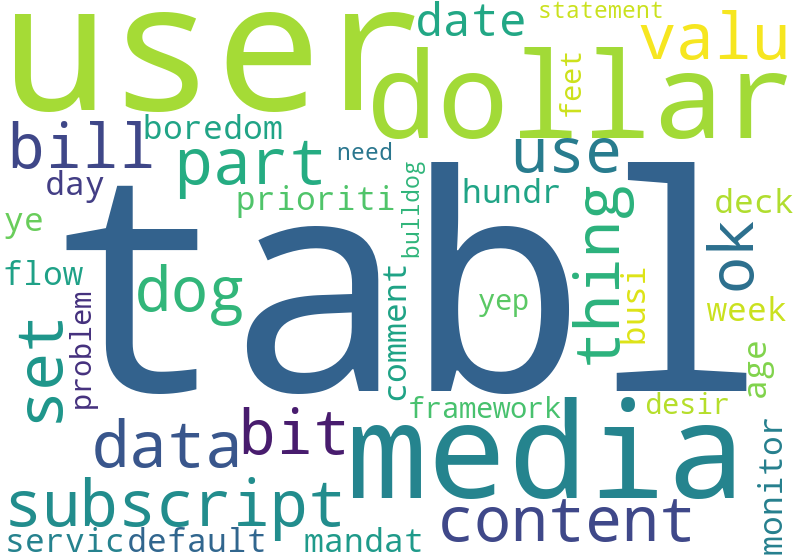 user
date
statement
valu
dollar
feet
bill
boredom
part
need
use
day
prioriti
bulldog
hundr
thing
deck
ye
tabl
ok
flow
dog
yep
busi
week
set
problem
comment
age
framework
desir
data
bit
media
monitor
subscript
content
servic
default
mandat